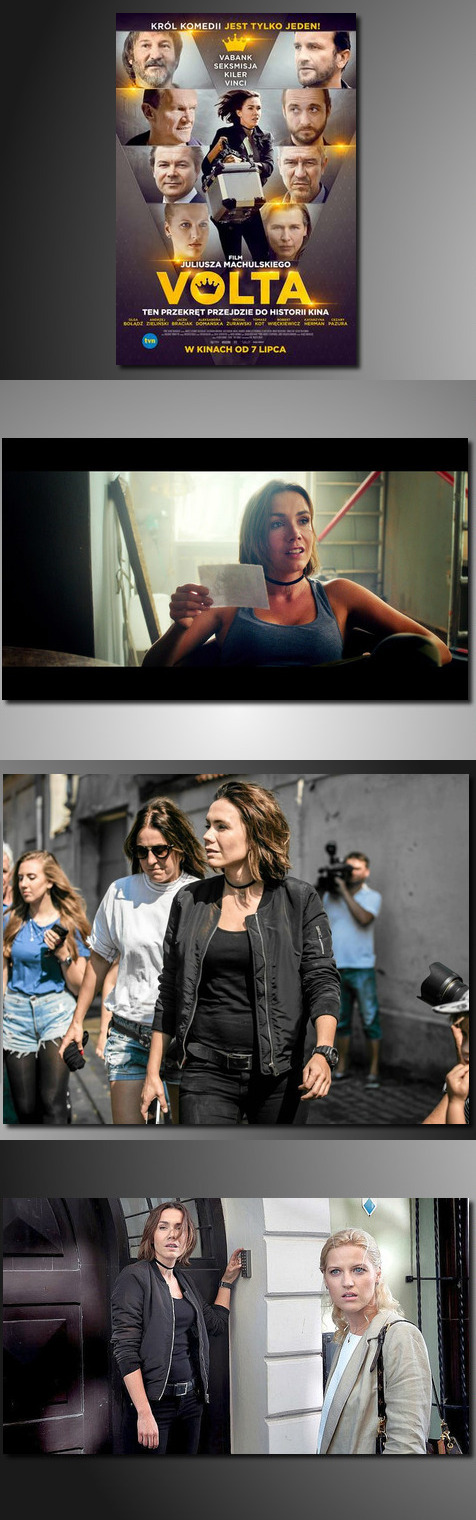 KRÓL KOMEDII JEST TYLKO JEDEN!
VABANK
SEKSMISJA
KILER
VINCI
FILM
JULIUSZA MACHULSKIEGO
VOLTA
TEN PRZEKRĘT PRZEJDZIE DO HISTORII KINA
OLGA BOŁĄDŹ ANDRZEJ ZIELIŃSKI JACEK BRACIAK ALEKSANDRA DOMAŃSKA MICHAŁ ŻURAWSKI TOMASZ KOT ROBERT WIĘCKIEWICZ KATARZYNA HERMAN CEZARY PAZURA
tvn
W KINACH OD 7 LIPCA